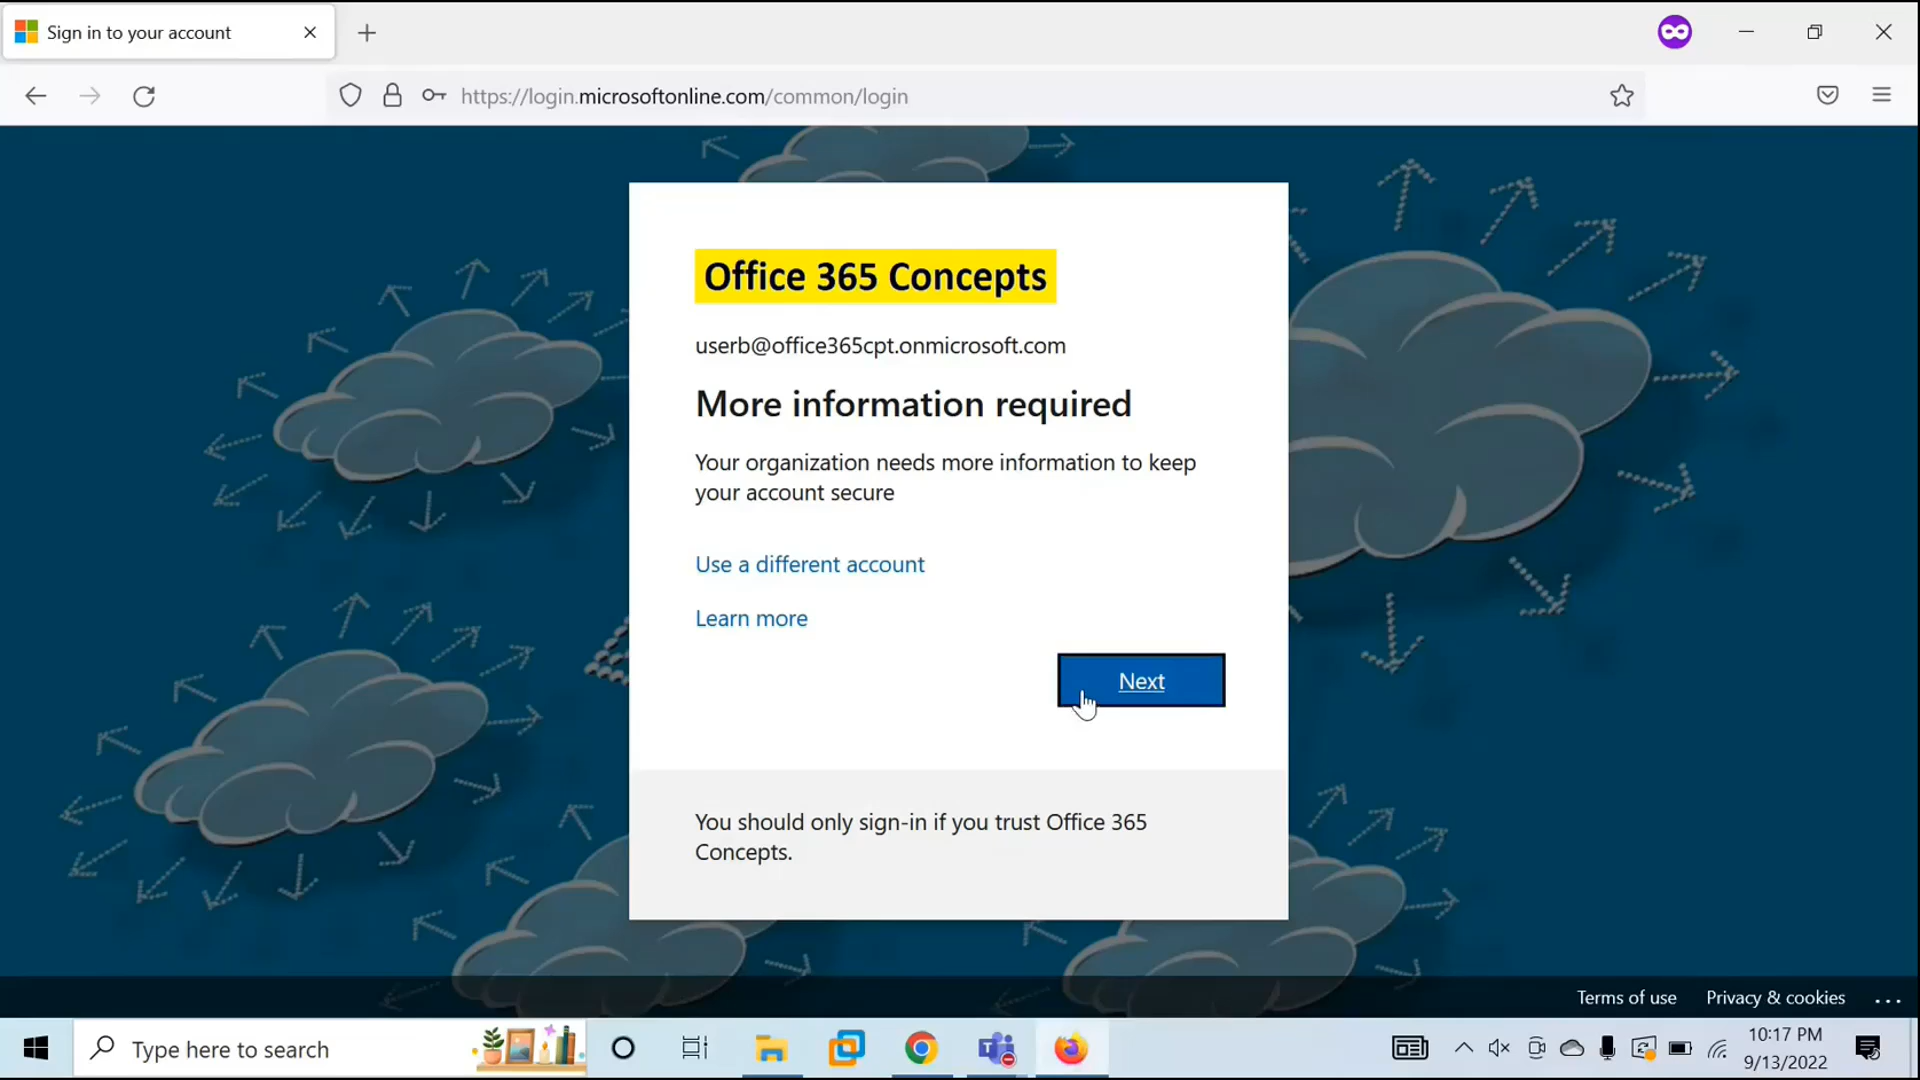 Sign in to your account
https://login.microsoftonline.com/common/login
Office 365 Concepts
userb@office365cpt.onmicrosoft.com
More information required
Your organization needs more information to keep
your account secure
Use a different account
Learn more
Next
You should only sign-in if you trust Office 365
Concepts.
Terms of use
Privacy & cookies
...
Type here to search
10:17 PM
9/13/2022